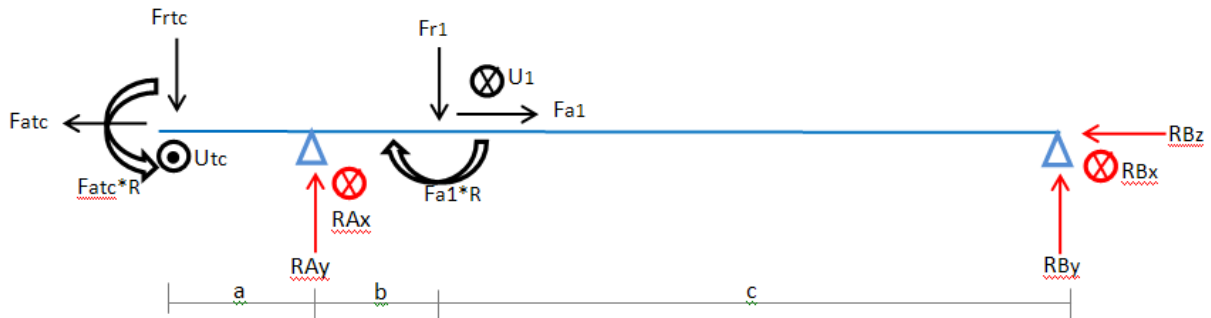 Frtc
Fr1
U1
Fatc
Fa1
RBz
Utc
Fatc*R
Fa1*R
RBx
RAx
RAy
RBy
a
b
c